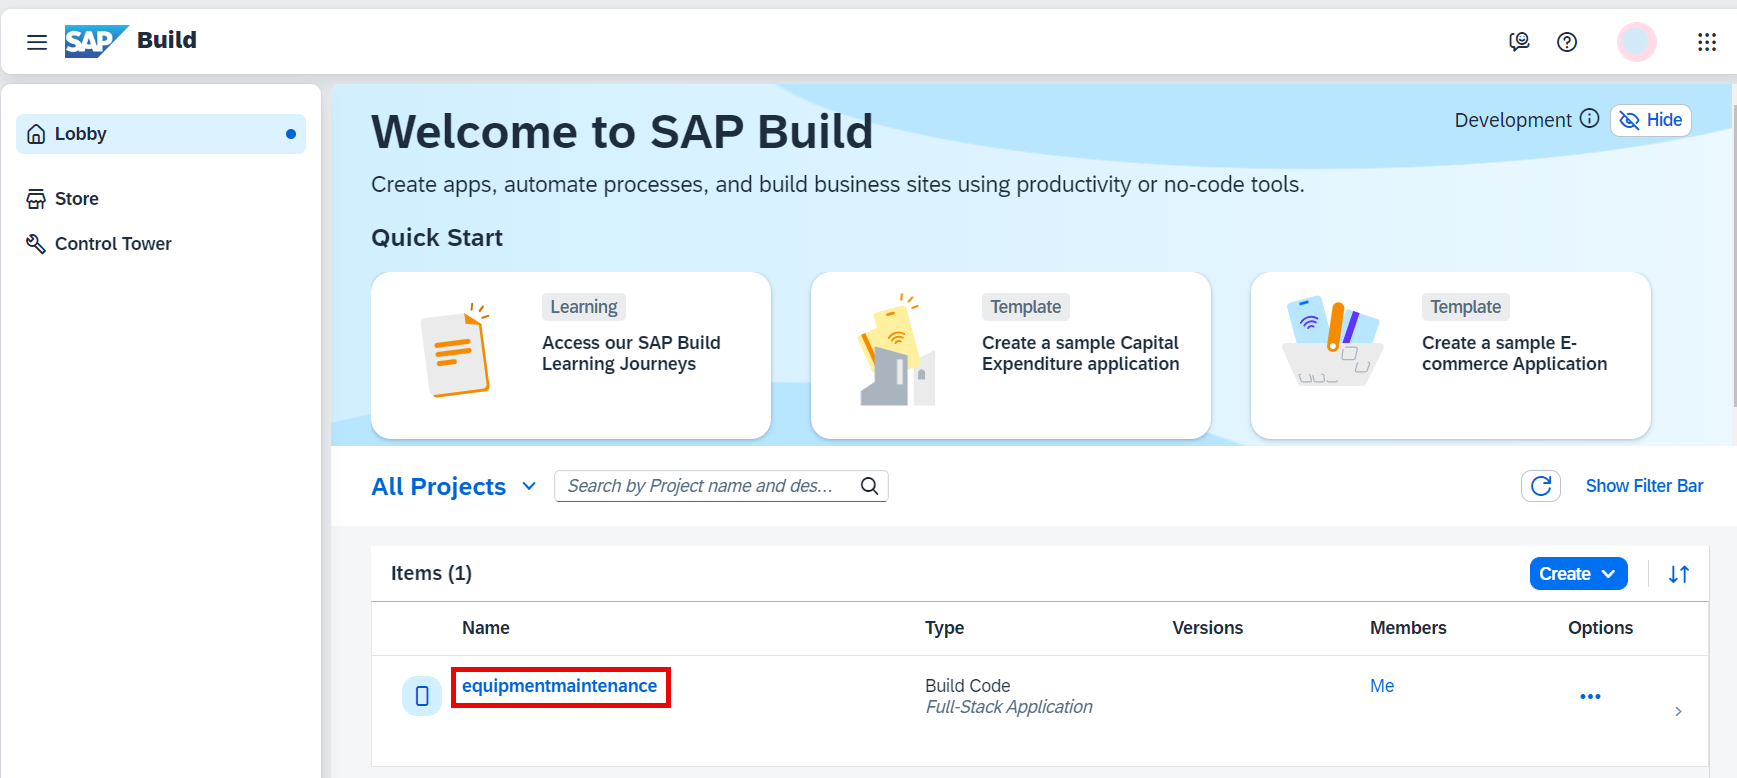 SAP Build
Lobby
Store
Control Tower
Welcome to SAP Build
Development
Hide
Create apps, automate processes, and build business sites using productivity or no-code tools.
Quick Start
Learning
Access our SAP Build
Learning Journeys
Template
Create a sample Capital
Expenditure application
Template
Create a sample E-
commerce Application
All Projects
Search by Project name and des...
Show Filter Bar
Items (1)
Create
Name Type Versions Members Options
equipmentmaintenance Build Code Me
Full-Stack Application